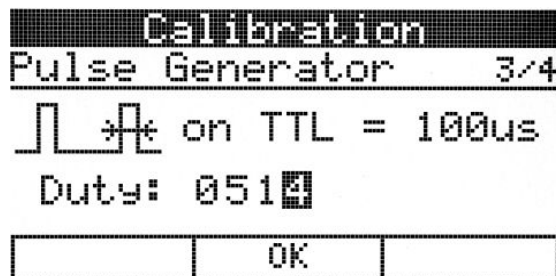 Calibration
Pulse Generator 3/4
on TTL = 100us
Duty: 0514
OK